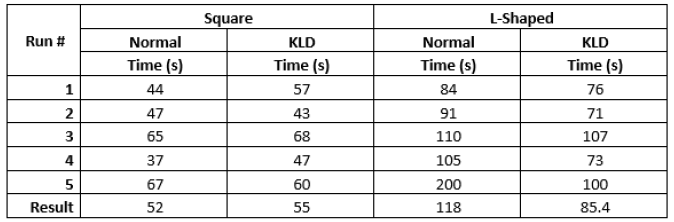 Run # Square L-Shaped
Normal KLD Normal KLD
Time (s) Time (s) Time (s) Time (s)
1 44 57 84 76
2 47 43 91 71
3 65 68 110 107
4 37 47 105 73
5 67 60 200 100
Result 52 55 118 85.4